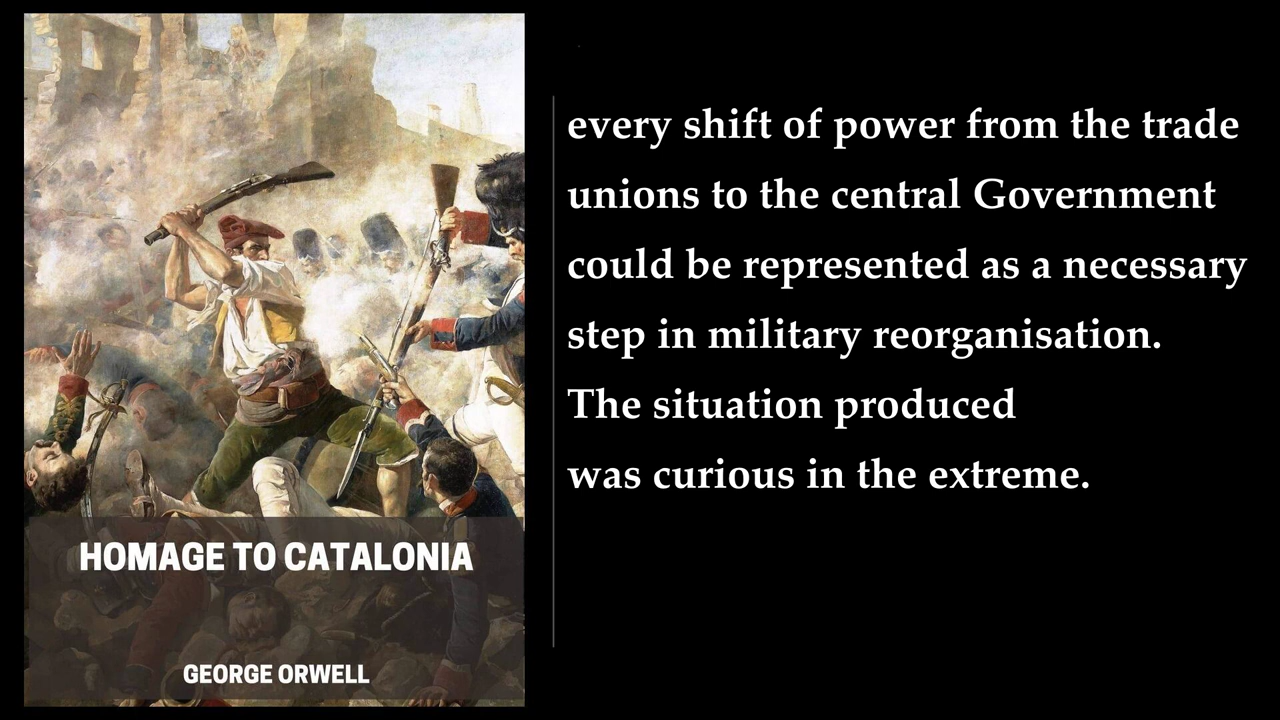 HOMAGE TO CATALONIA
GEORGE ORWELL
every shift of power from the trade
unions to the central Government
could be represented as a necessary
step in military reorganisation.
The situation produced
was curious in the extreme.